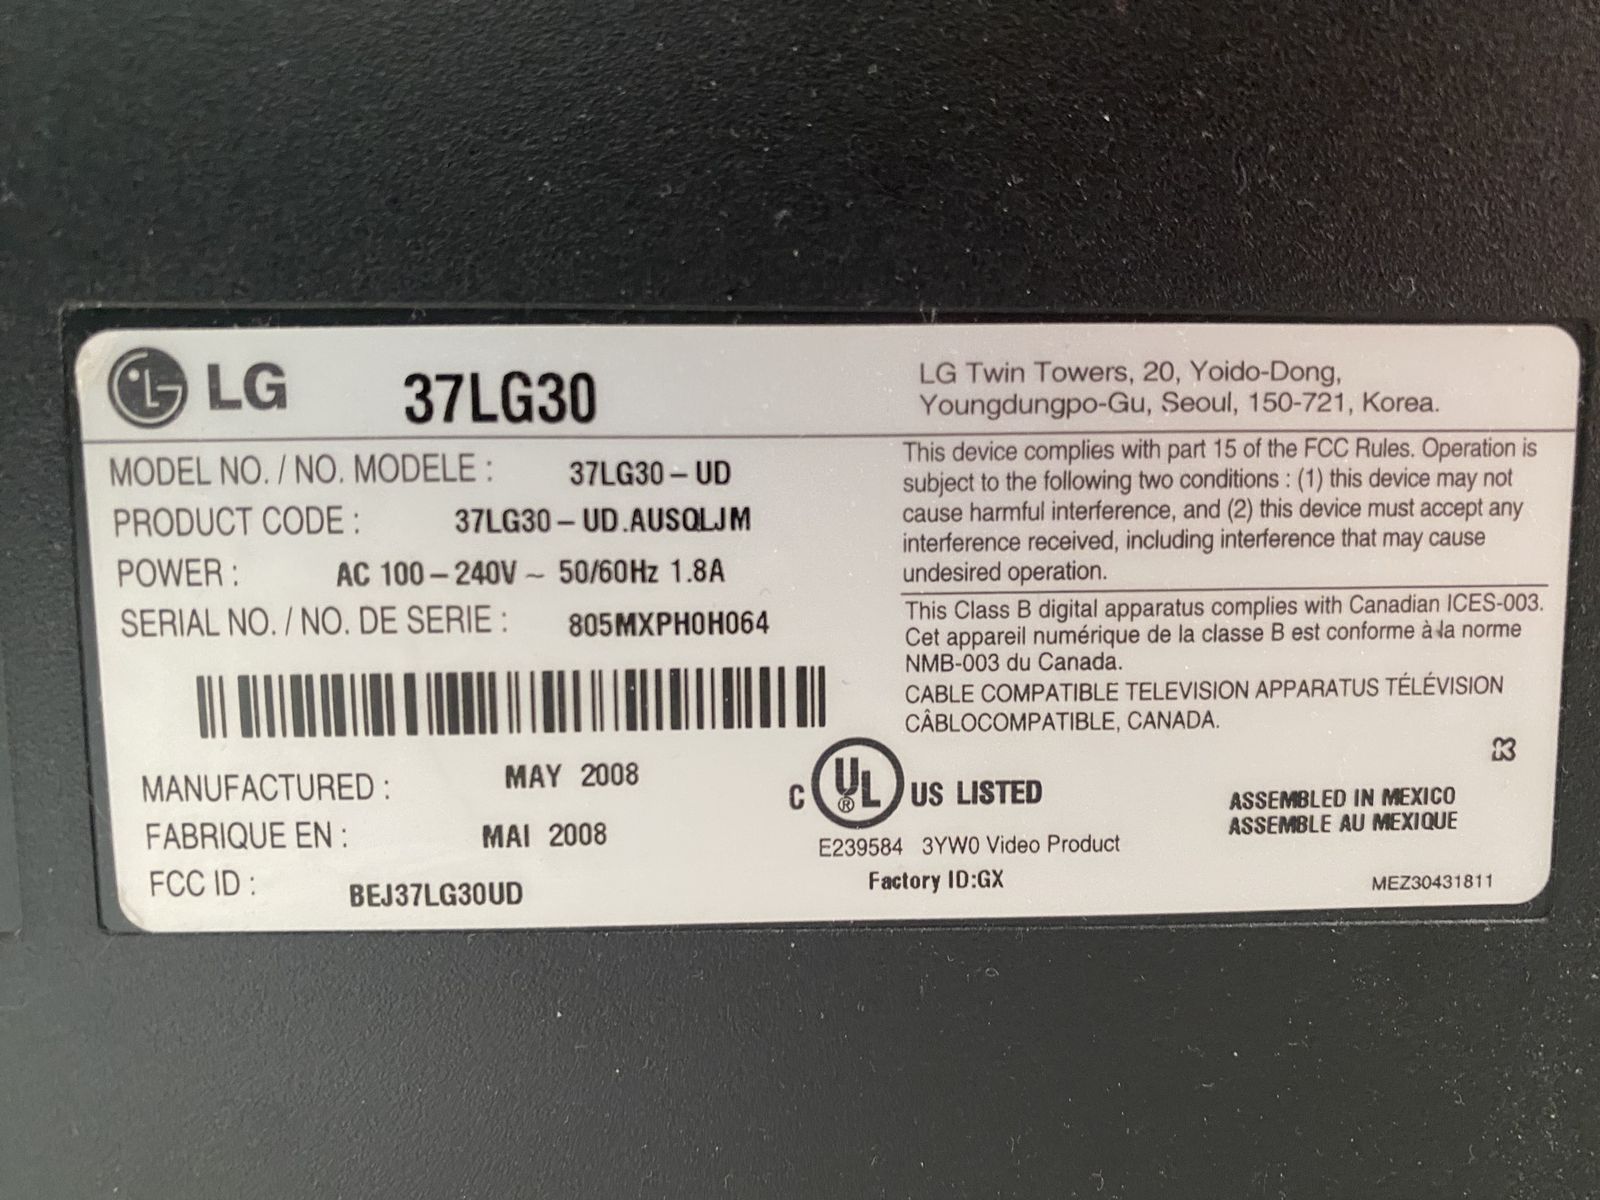 LG 37LG30
LG Twin Towers, 20, Yoido-Dong,
Youngdungpo-Gu, Seoul, 150-721, Korea.
MODEL NO. / NO. MODELE : 37LG30 – UD
PRODUCT CODE : 37LG30 – UD.AUSQLJM
POWER : AC 100 – 240V ~ 50/60Hz 1.8A
SERIAL NO. / NO. DE SERIE : 805MXPH0H064
MANUFACTURED : MAY 2008
FABRIQUE EN : MAI 2008
FCC ID : BEJ37LG30UD
This device complies with part 15 of the FCC Rules. Operation is
subject to the following two conditions : (1) this device may not
cause harmful interference, and (2) this device must accept any
interference received, including interference that may cause
undesired operation.
This Class B digital apparatus complies with Canadian ICES-003.
Cet appareil numérique de la classe B est conforme à la norme
NMB-003 du Canada.
CABLE COMPATIBLE TELEVISION APPARATUS TÉLÉVISION
CÂBLOCOMPATIBLE, CANADA.
C UL ® US LISTED
E239584 3YW0 Video Product
Factory ID:GX
ASSEMBLED IN MEXICO
ASSEMBLE AU MEXIQUE
MEZ30431811